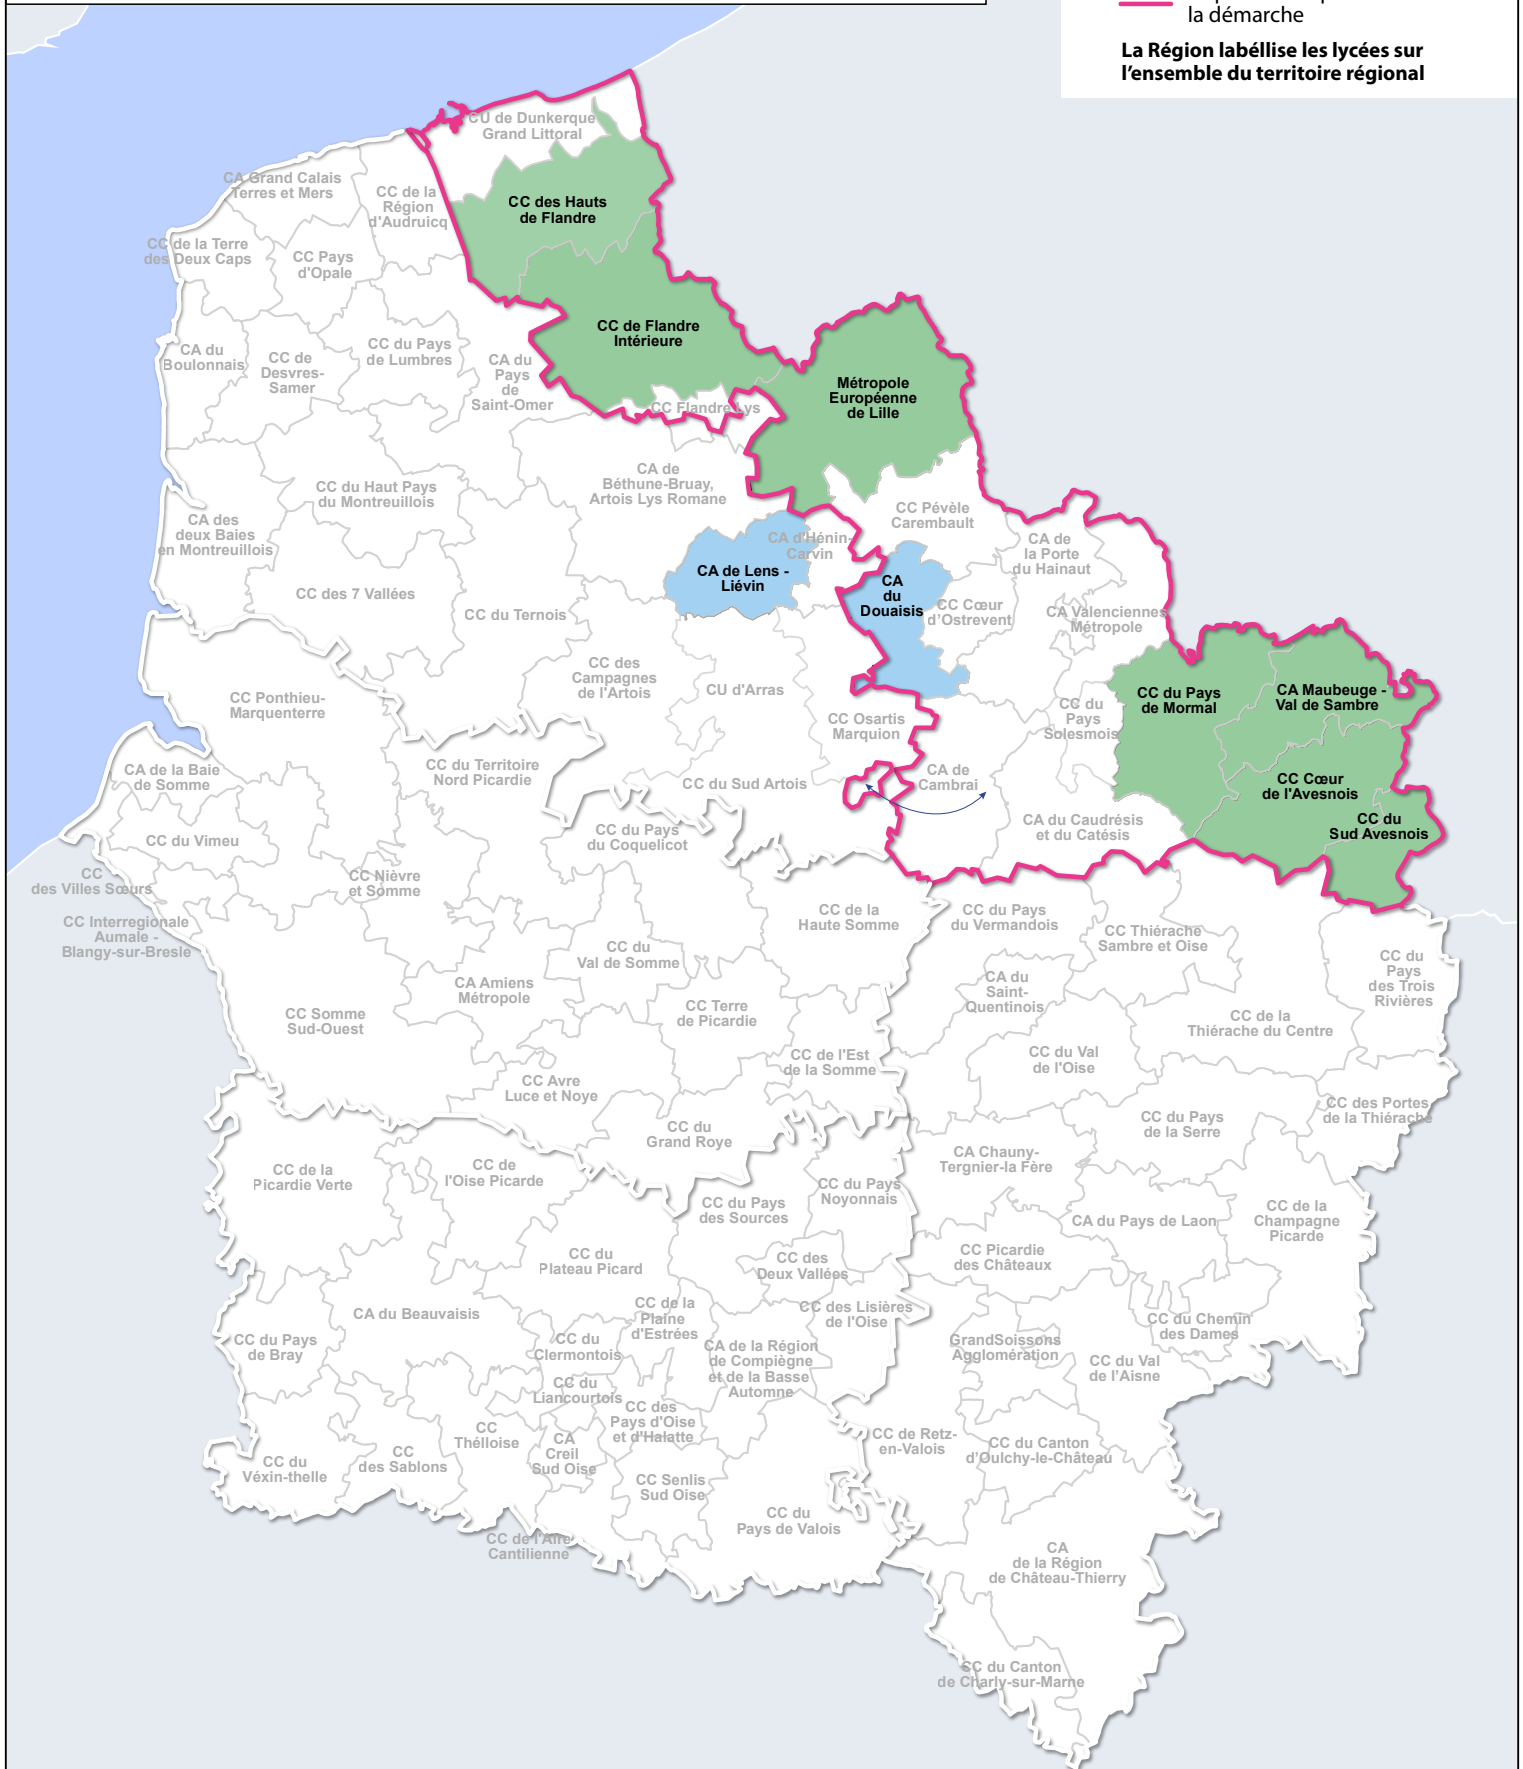 la démarche
La Région labéllise les lycées sur
l'ensemble du territoire régional
CU de Dunkerque
Grand Littoral
CA Grand Calais
Terres et Mers
CC de la
Région
d'Audruicq
CC des Hauts
de Flandre
CC de la Terre
des Deux Caps
CC Pays
d'Opale
CC de Flandre
Intérieure
CA du
Boulonnais
CC de
Desvres-
Samer
CC du Pays
de Lumbres
CA du
Pays
de
Saint-Omer
CC Flandre Lys
Métropole
Européenne
de Lille
CC du Haut Pays
du Montreuillois
CA de
Béthune-Bruay,
Artois Lys Romane
CC Pévèle
Carembault
CA des
deux Baies
en Montreuillois
CA d'Hénin-
Carvin
CA de
la Porte
du Hainaut
CC des 7 Vallées
CC du Ternois
CA de Lens -
Liévin
CA
du
Douaisis
CC Cœur
d'Ostrevent
CA Valenciennes
Métropole
CC Ponthieu-
Marquenterre
CC des
Campagnes
de l'Artois
CU d'Arras
CC Osartis
Marquion
CC du
Pays
Solesmois
CC du Pays
de Mormal
CA Maubeuge -
Val de Sambre
CA de la Baie
de Somme
CC du Territoire
Nord Picardie
CC du Sud Artois
CA de
Cambrai
CC Cœur
de l'Avesnois
CC du Vimeu
CC du Pays
du Coquelicot
CA du Caudrésis
et du Catésis
CC du
Sud Avesnois
CC
des Villes Sœurs
CC Nièvre
et Somme
CC Interregionale
Aumale -
Blangy-sur-Bresle
CC de la
Haute Somme
CC du Pays
du Vermandois
CC Thiérache
Sambre et Oise
CC du
Val de Somme
CA Amiens
Métropole
CA du
Saint-
Quentinois
CC du
Pays
des Trois
Rivières
CC Somme
Sud-Ouest
CC Terre
de Picardie
CC de la
Thiérache du Centre
CC de l'Est
de la Somme
CC du Val
de l'Oise
CC Avre
Luce et Noye
CC des Portes
de la Thiérache
CC du
Grand Roye
CC du Pays
de la Serre
CC de la
Picardie Verte
CC de
l'Oise Picarde
CA Chauny-
Tergnier-la Fère
CC du Pays
des Sources
CC du Pays
Noyonnais
CA du Pays de Laon
CC de la
Champagne
Picarde
CC du
Plateau Picard
CC des
Deux Vallées
CC Picardie
des Châteaux
CA du Beauvaisis
CC de la
Plaine
d'Estrées
CC des Lisières
de l'Oise
CC du Chemin
des Dames
CC du Pays
de Bray
CC du
Clermontois
CA de la Région
de Compiègne
et de la Basse
Automne
GrandSoissons
Agglomération
CC du Val
de l'Aisne
CC du
Liancourtois
CC des
Pays d'Oise
et d'Halatte
CC
Thélloise
CA
Creil
Sud Oise
CC de Retz-
en-Valois
CC du Canton
d'Oulchy-le-Château
CC du
Véxin-thelle
CC
des Sablons
CC Senlis
Sud Oise
CC du
Pays de Valois
CC de l'Aire
Cantilienne
CA
de la Région
de Château-Thierry
CC du Canton
de Charly-sur-Marne